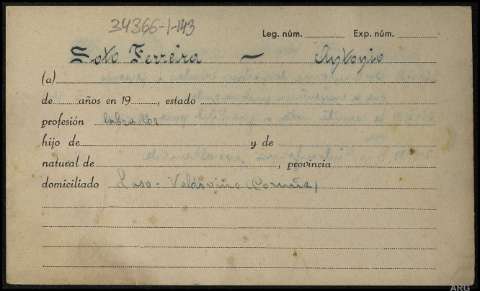 34366-1-143
Leg. núm. Exp. núm.
Soto Ferreira — Antonio
(a)
de años en 19 , estado
profesión labrador
hijo de y de
natural de , provincia
domiciliado Laso - Valdoviño (Coruña)
ARG